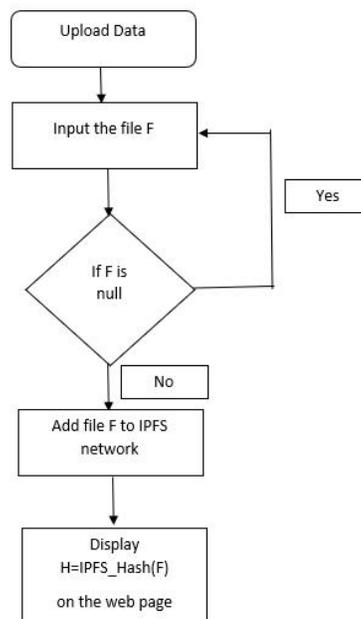 Upload Data
Input the file F
Yes
If F is
null
No
Add file F to IPFS
network
Display
H=IPFS_Hash(F)
on the web page